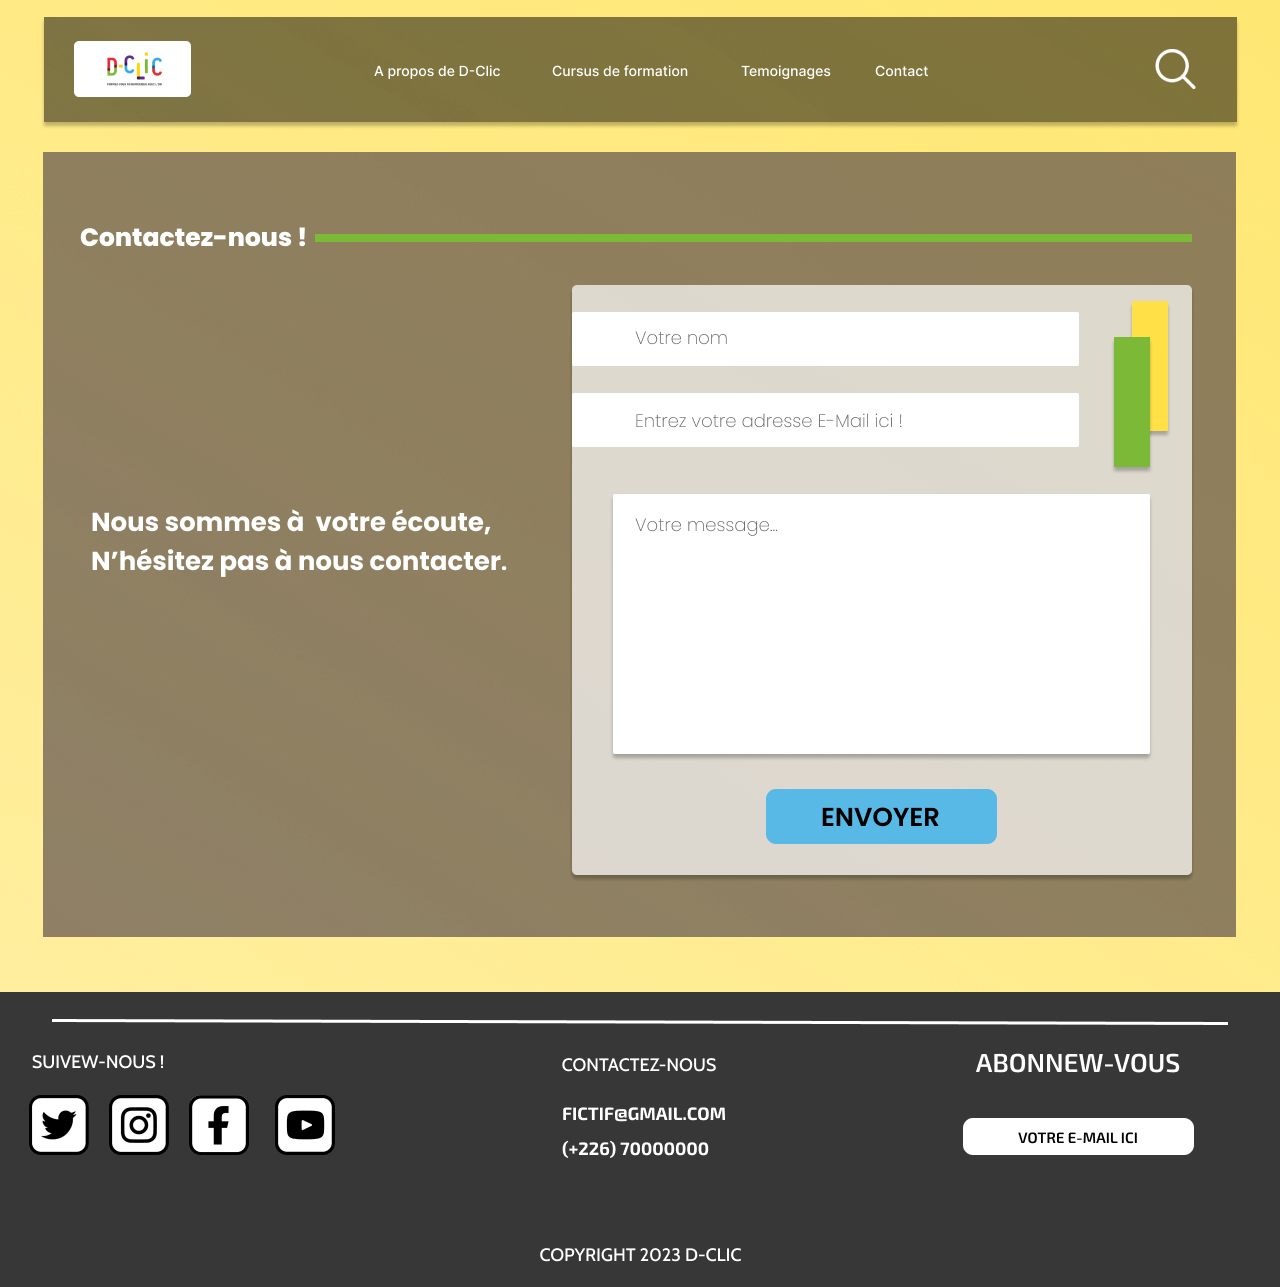 D-CLIC
A propos de D-Clic
Cursus de formation
Temoignages
Contact
Contactez-nous !
Votre nom
Entrez votre adresse E-Mail ici !
Nous sommes à votre écoute,
N’hésitez pas à nous contacter.
Votre message...
ENVOYER
SUIVEW-NOUS !
CONTACTEZ-NOUS
FICTIF@GMAIL.COM
(+226) 70000000
ABONNEW-VOUS
VOTRE E-MAIL ICI
COPYRIGHT 2023 D-CLIC